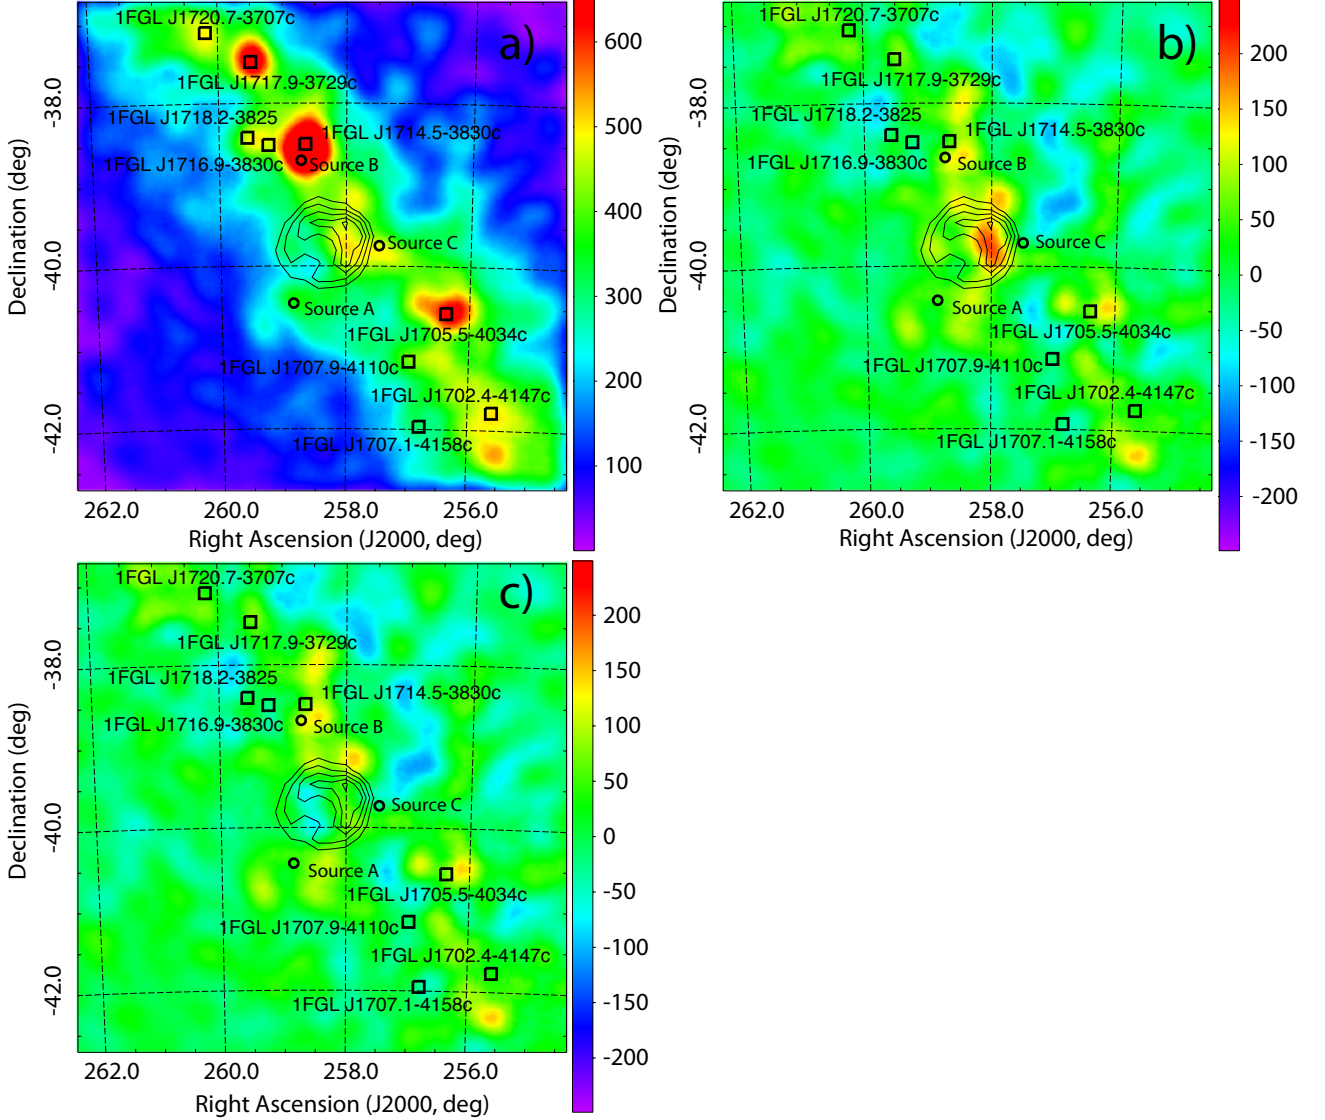 a)
1FGL J1720.7-3707c
1FGL J1717.9-3729c
1FGL J1718.2-3825
1FGL J1714.5-3830c
1FGL J1716.9-3830c
Source B
Source C
Source A
1FGL J1705.5-4034c
1FGL J1707.9-4110c
1FGL J1702.4-4147c
1FGL J1707.1-4158c
-38.0
-40.0
-42.0
Declination (deg)
262.0 260.0 258.0 256.0
Right Ascension (J2000, deg)
600
500
400
300
200
100
b)
1FGL J1720.7-3707c
1FGL J1717.9-3729c
1FGL J1718.2-3825
1FGL J1714.5-3830c
1FGL J1716.9-3830c
Source B
Source C
Source A
1FGL J1705.5-4034c
1FGL J1707.9-4110c
1FGL J1702.4-4147c
1FGL J1707.1-4158c
-38.0
-40.0
-42.0
Declination (deg)
262.0 260.0 258.0 256.0
Right Ascension (J2000, deg)
200
150
100
50
0
-50
-100
-150
-200
c)
1FGL J1720.7-3707c
1FGL J1717.9-3729c
1FGL J1718.2-3825
1FGL J1714.5-3830c
1FGL J1716.9-3830c
Source B
Source C
Source A
1FGL J1705.5-4034c
1FGL J1707.9-4110c
1FGL J1702.4-4147c
1FGL J1707.1-4158c
-38.0
-40.0
-42.0
Declination (deg)
262.0 260.0 258.0 256.0
Right Ascension (J2000, deg)
200
150
100
50
0
-50
-100
-150
-200